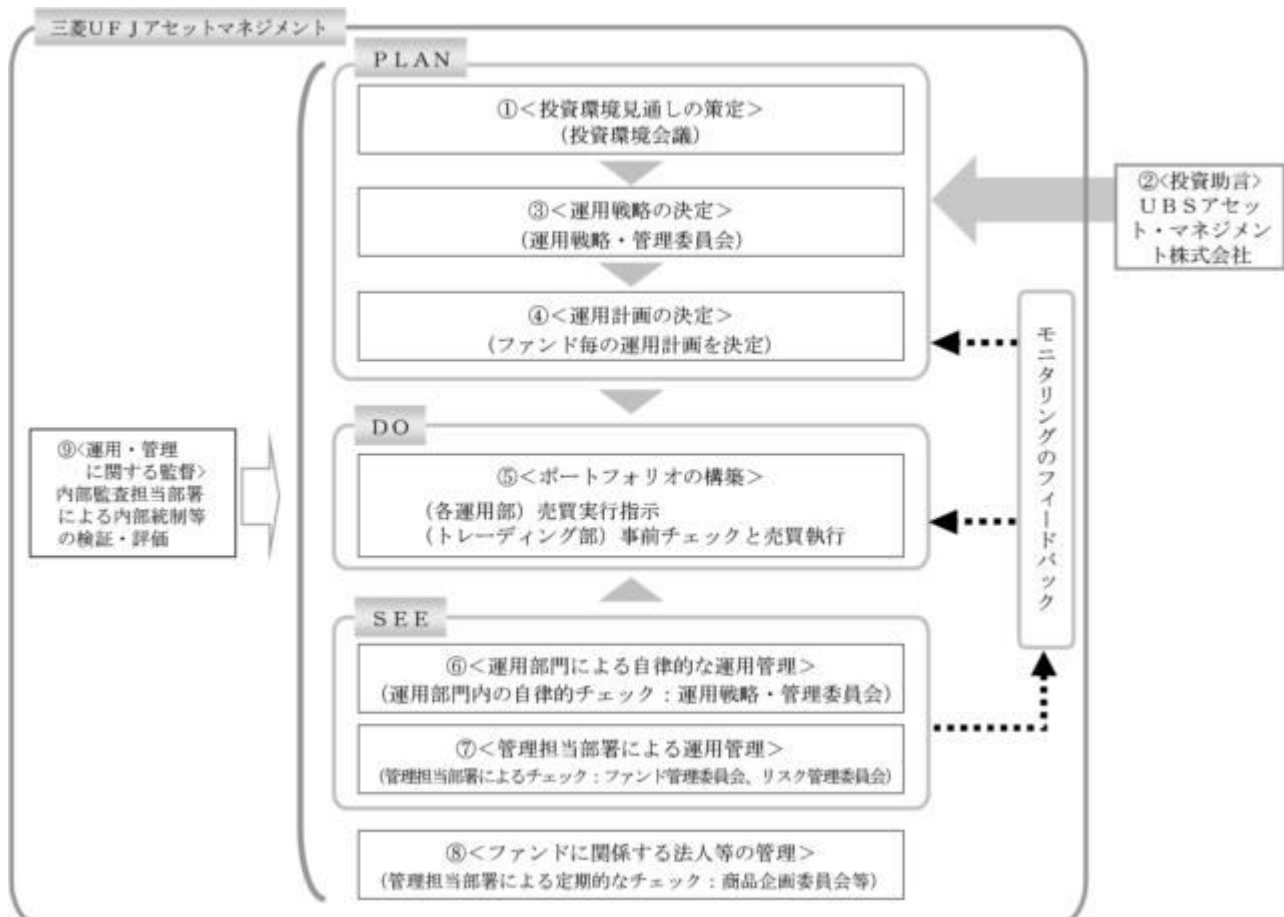 三菱ＵＦＪアセットマネジメント
ＰＬＡＮ
①＜投資環境見通しの策定＞
(投資環境会議)
②<投資助言>
ＵＢＳアセッ
ト・マネジメン
ト株式会社
③＜運用戦略の決定＞
(運用戦略・管理委員会)
④＜運用計画の決定＞
(ファンド毎の運用計画を決定)
モニタリングのフィードバック
ＤＯ
⑤＜ポートフォリオの構築＞
(各運用部) 売買実行指示
(トレーディング部) 事前チェックと売買執行
⑨<運用・管理
に関する監督>
内部監査担当部署
による内部統制等
の検証・評価
ＳＥＥ
⑥＜運用部門による自律的な運用管理＞
(運用部門内の自律的チェック：運用戦略・管理委員会)
⑦＜管理担当部署による運用管理＞
(管理担当部署によるチェック：ファンド管理委員会、リスク管理委員会)
⑧＜ファンドに関係する法人等の管理＞
(管理担当部署による定期的なチェック：商品企画委員会等)